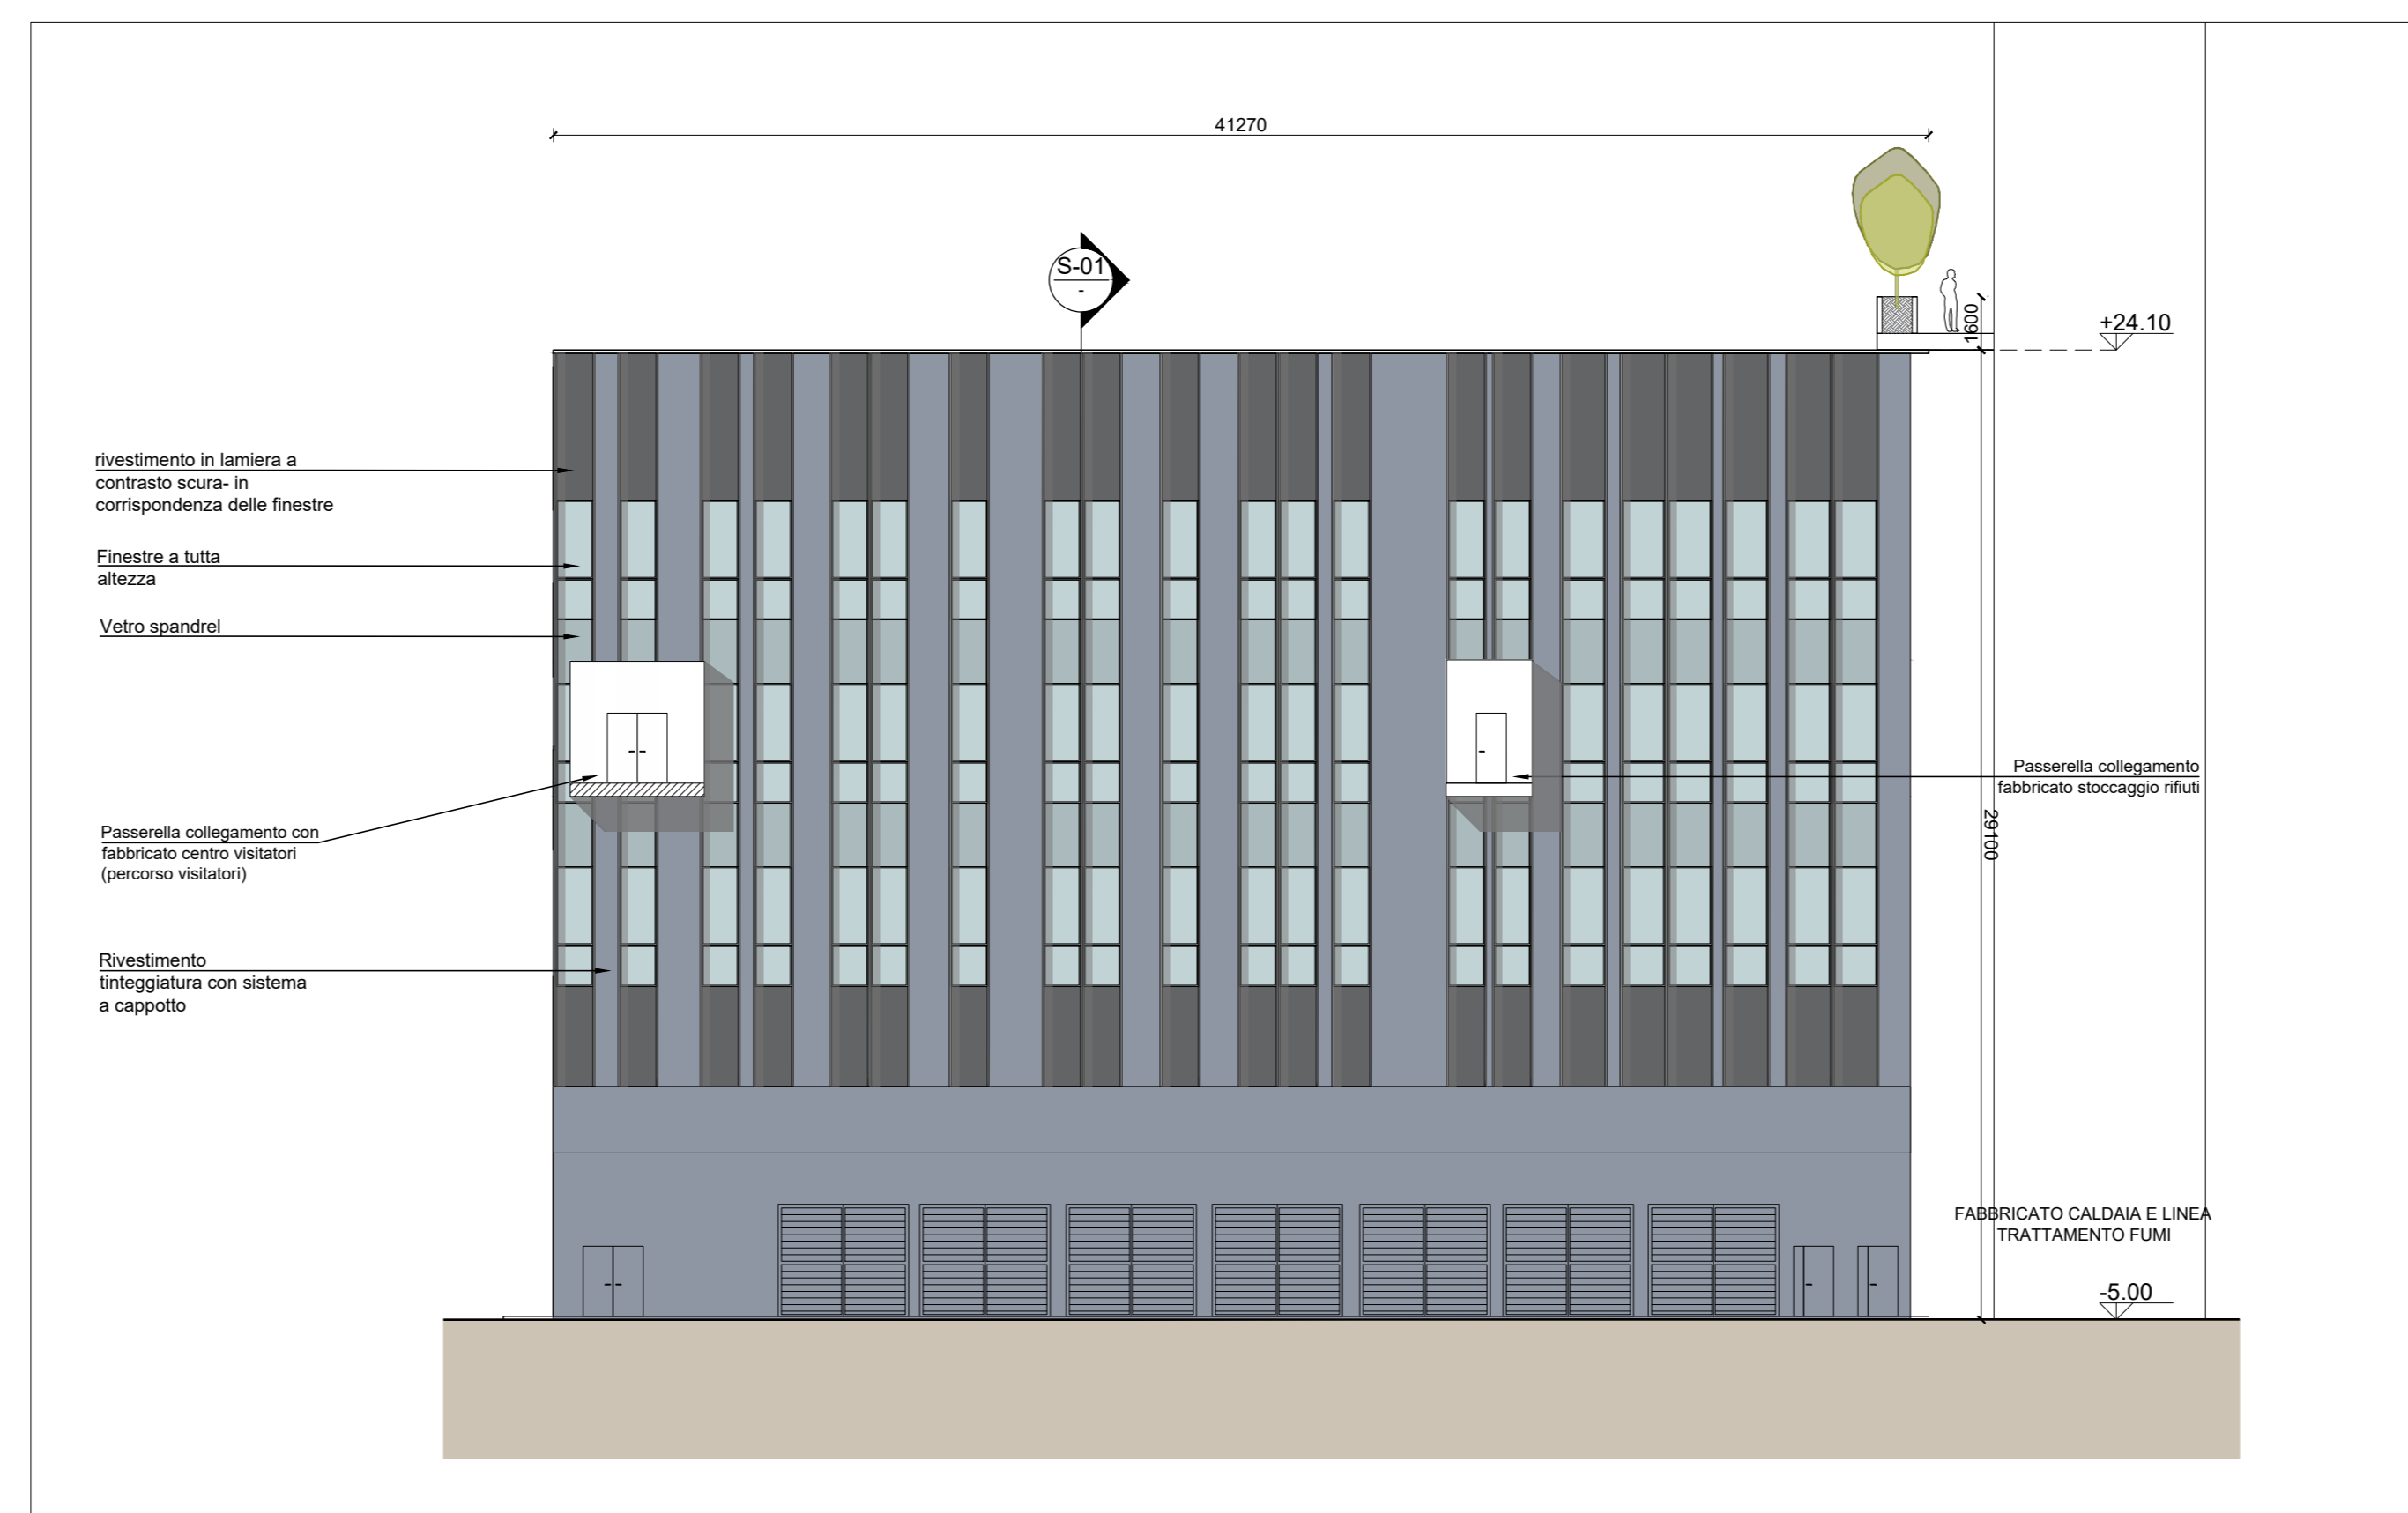 41270
S-01
-
1600
+24.10
rivestimento in lamiera a
contrasto scura- in
corrispondenza delle finestre
Finestre a tutta
altezza
Vetro spandrel
Passerella collegamento
fabbricato stoccaggio rifiuti
29100
Passerella collegamento con
fabbricato centro visitatori
(percorso visitatori)
Rivestimento
tinteggiatura con sistema
a cappotto
FABBRICATO CALDAIA E LINEA
TRATTAMENTO FUMI
-5.00